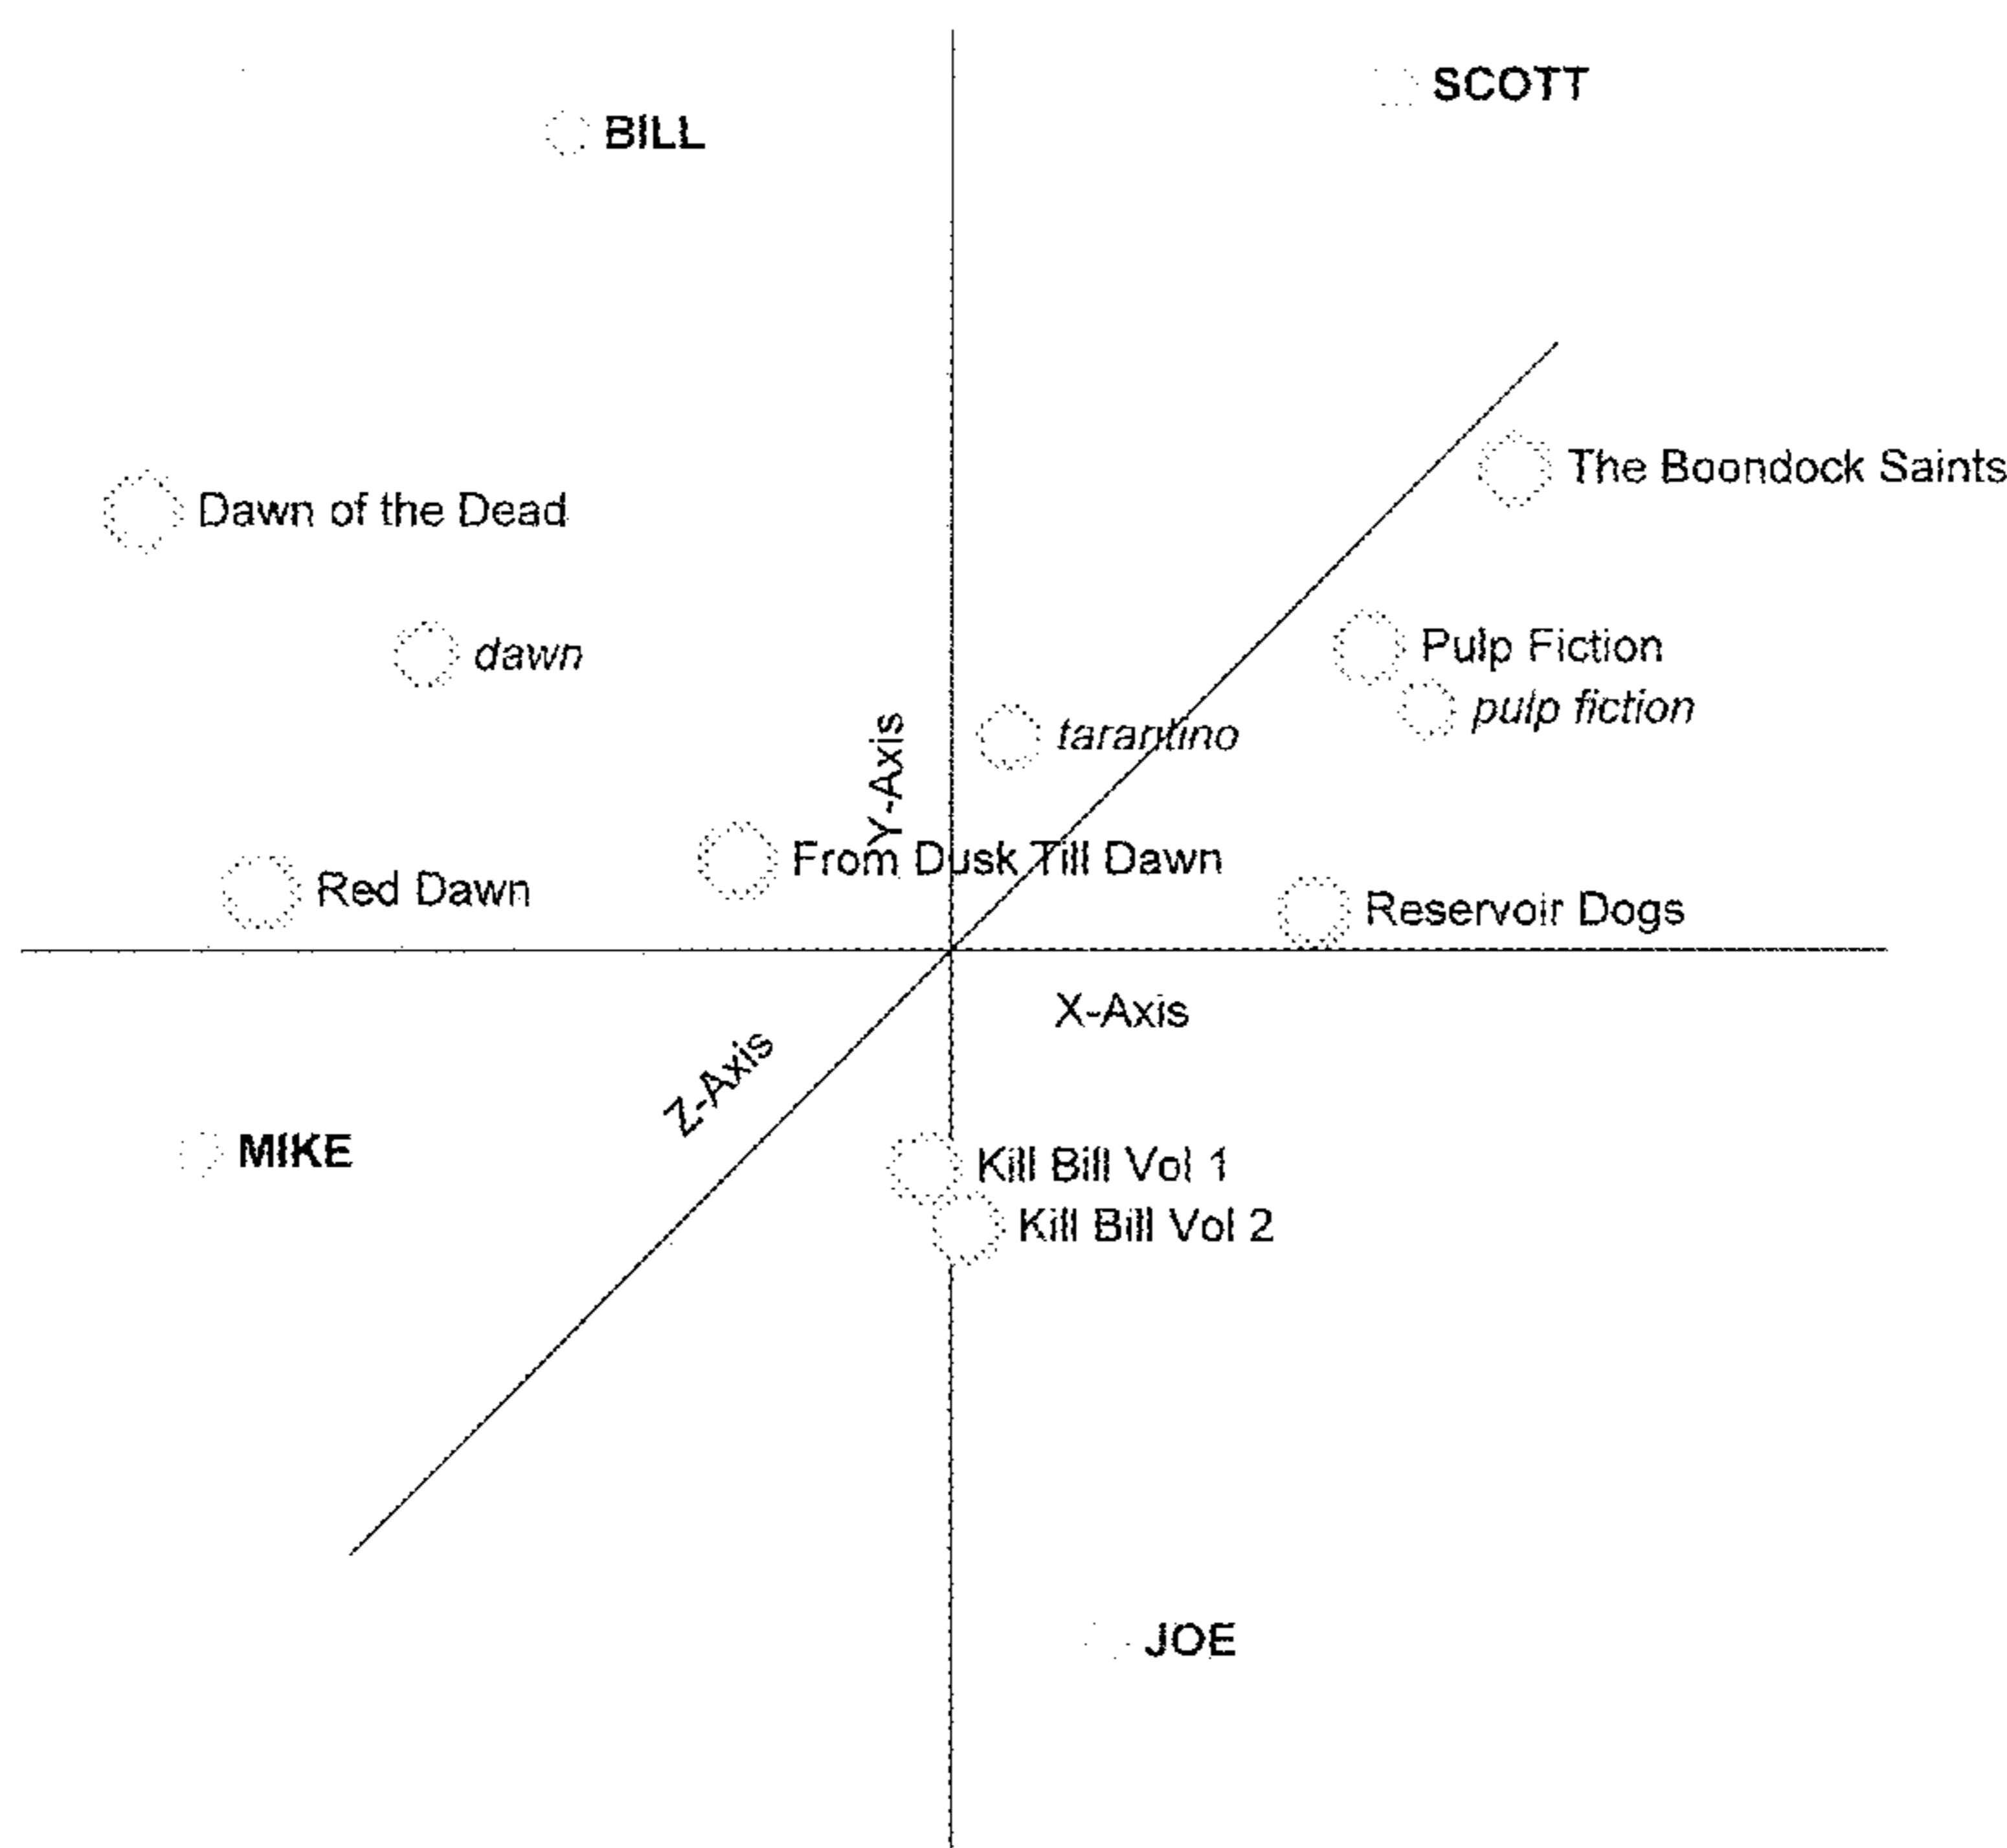 SCOTT
BILL
The Boondock Saints
Dawn of the Dead
Pulp Fiction
dawn
pulp fiction
tarantino
Y-Axis
From Dusk Till Dawn
Red Dawn
Reservoir Dogs
X-Axis
Z-Axis
MIKE
Kill Bill Vol 1
Kill Bill Vol 2
JOE